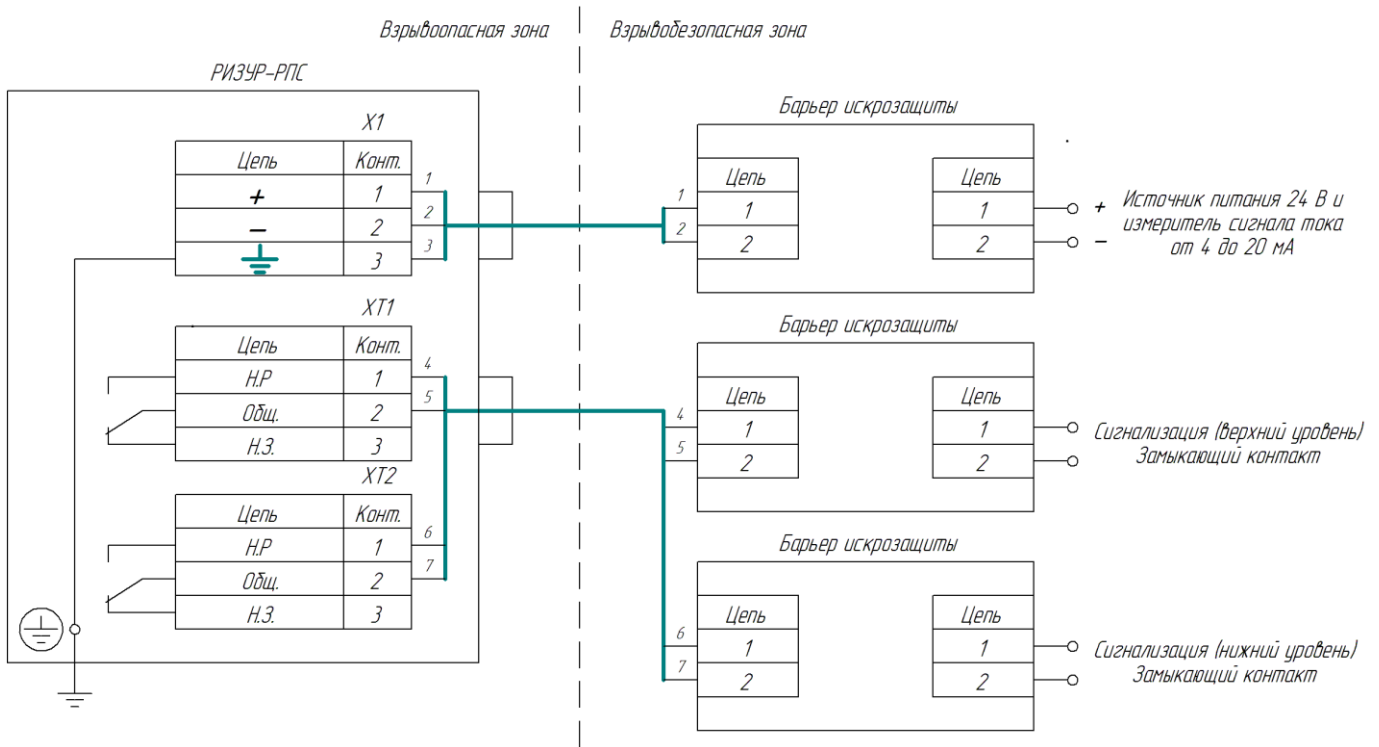 Взрывоопасная зона
Взрывобезопасная зона
РИЗУР-РПС
X1
Цепь Конт.
+ 1
− 2
3
1
2
3
XT1
Цепь Конт.
Н.Р 1
Общ. 2
Н.З. 3
4
5
XT2
Цепь Конт.
Н.Р 1
Общ. 2
Н.З. 3
6
7
Барьер искрозащиты
1
2
Цепь
1
2
Цепь
1
2
+ Источник питания 24 В и
− измеритель сигнала тока
от 4 до 20 мА
Барьер искрозащиты
4
5
Цепь
1
2
Цепь
1
2
Сигнализация (верхний уровень)
Замыкающий контакт
Барьер искрозащиты
6
7
Цепь
1
2
Цепь
1
2
Сигнализация (нижний уровень)
Замыкающий контакт